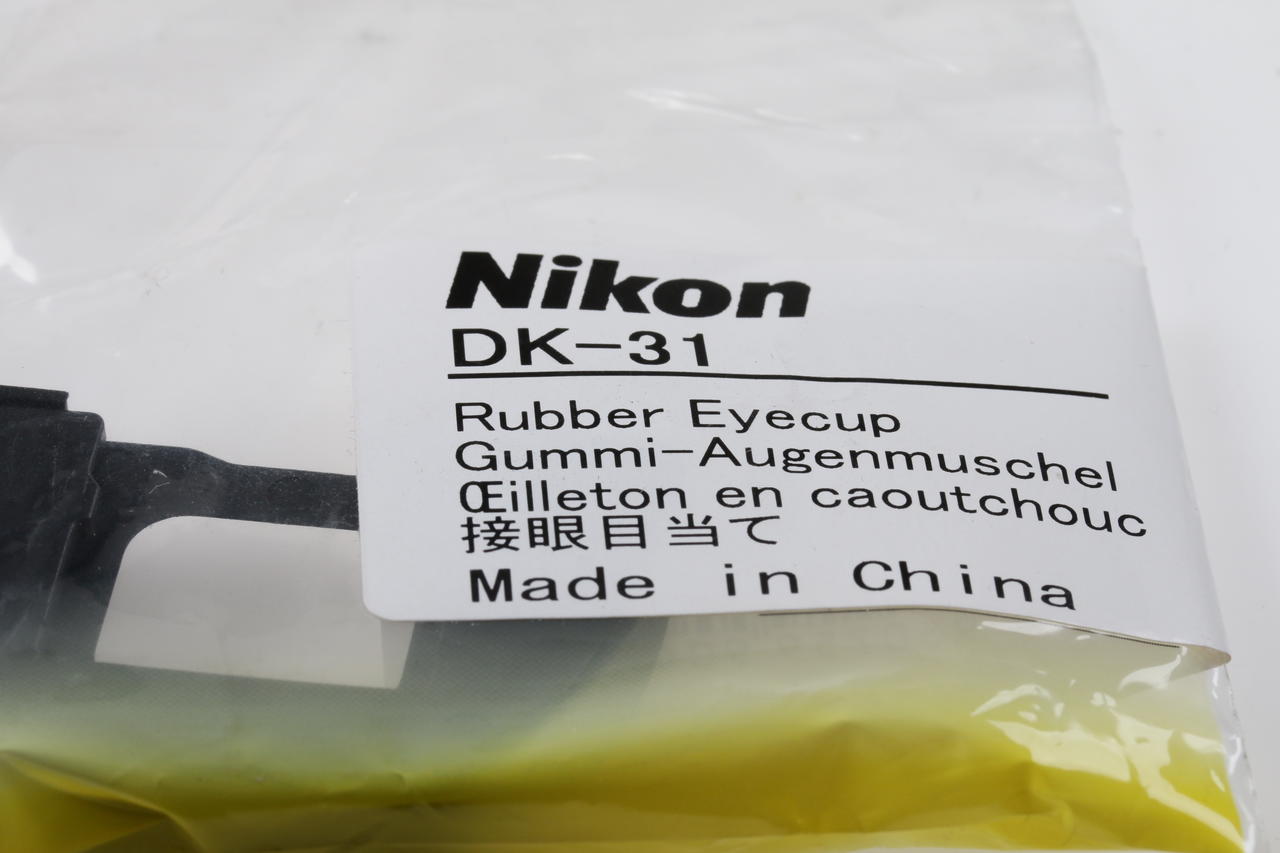 Nikon
DK-31
Rubber Eyecup
Gummi-Augenmuschel
Œilleton en caoutchouc
接眼目当て
Made in China